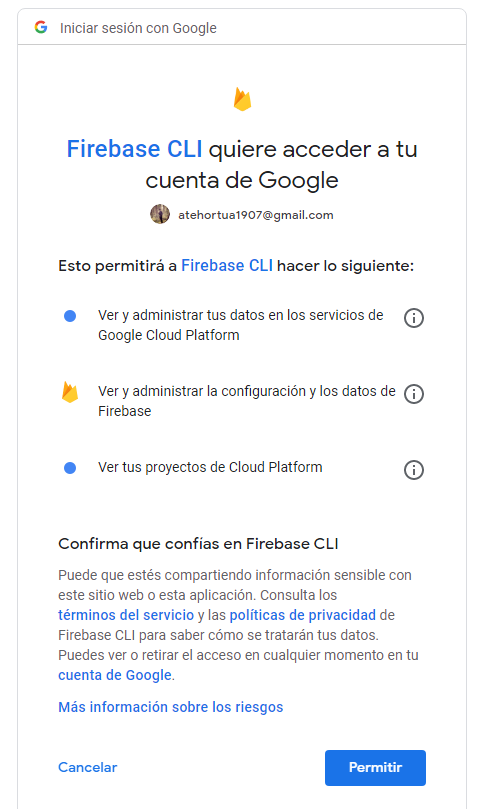 Iniciar sesión con Google
Firebase CLI quiere acceder a tu
cuenta de Google
atehortua1907@gmail.com
Esto permitirá a Firebase CLI hacer lo siguiente:
Ver y administrar tus datos en los servicios de
Google Cloud Platform
Ver y administrar la configuración y los datos de
Firebase
Ver tus proyectos de Cloud Platform
Confirma que confías en Firebase CLI
Puede que estés compartiendo información sensible con
este sitio web o esta aplicación. Consulta los
términos del servicio y las políticas de privacidad de
Firebase CLI para saber cómo se tratarán tus datos.
Puedes ver o retirar el acceso en cualquier momento en tu
cuenta de Google.
Más información sobre los riesgos
Cancelar
Permitir